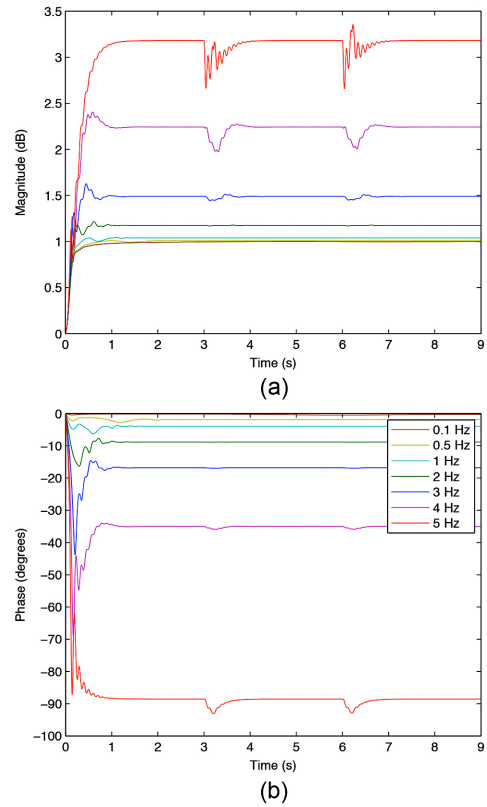 3.5
3
2.5
2
1.5
1
0.5
0
Magnitude (dB)
0 1 2 3 4 5 6 7 8 9
Time (s)
(a)
0
−10
−20
−30
−40
−50
−60
−70
−80
−90
−100
Phase (degrees)
0.1 Hz
0.5 Hz
1 Hz
2 Hz
3 Hz
4 Hz
5 Hz
0 1 2 3 4 5 6 7 8 9
Time (s)
(b)